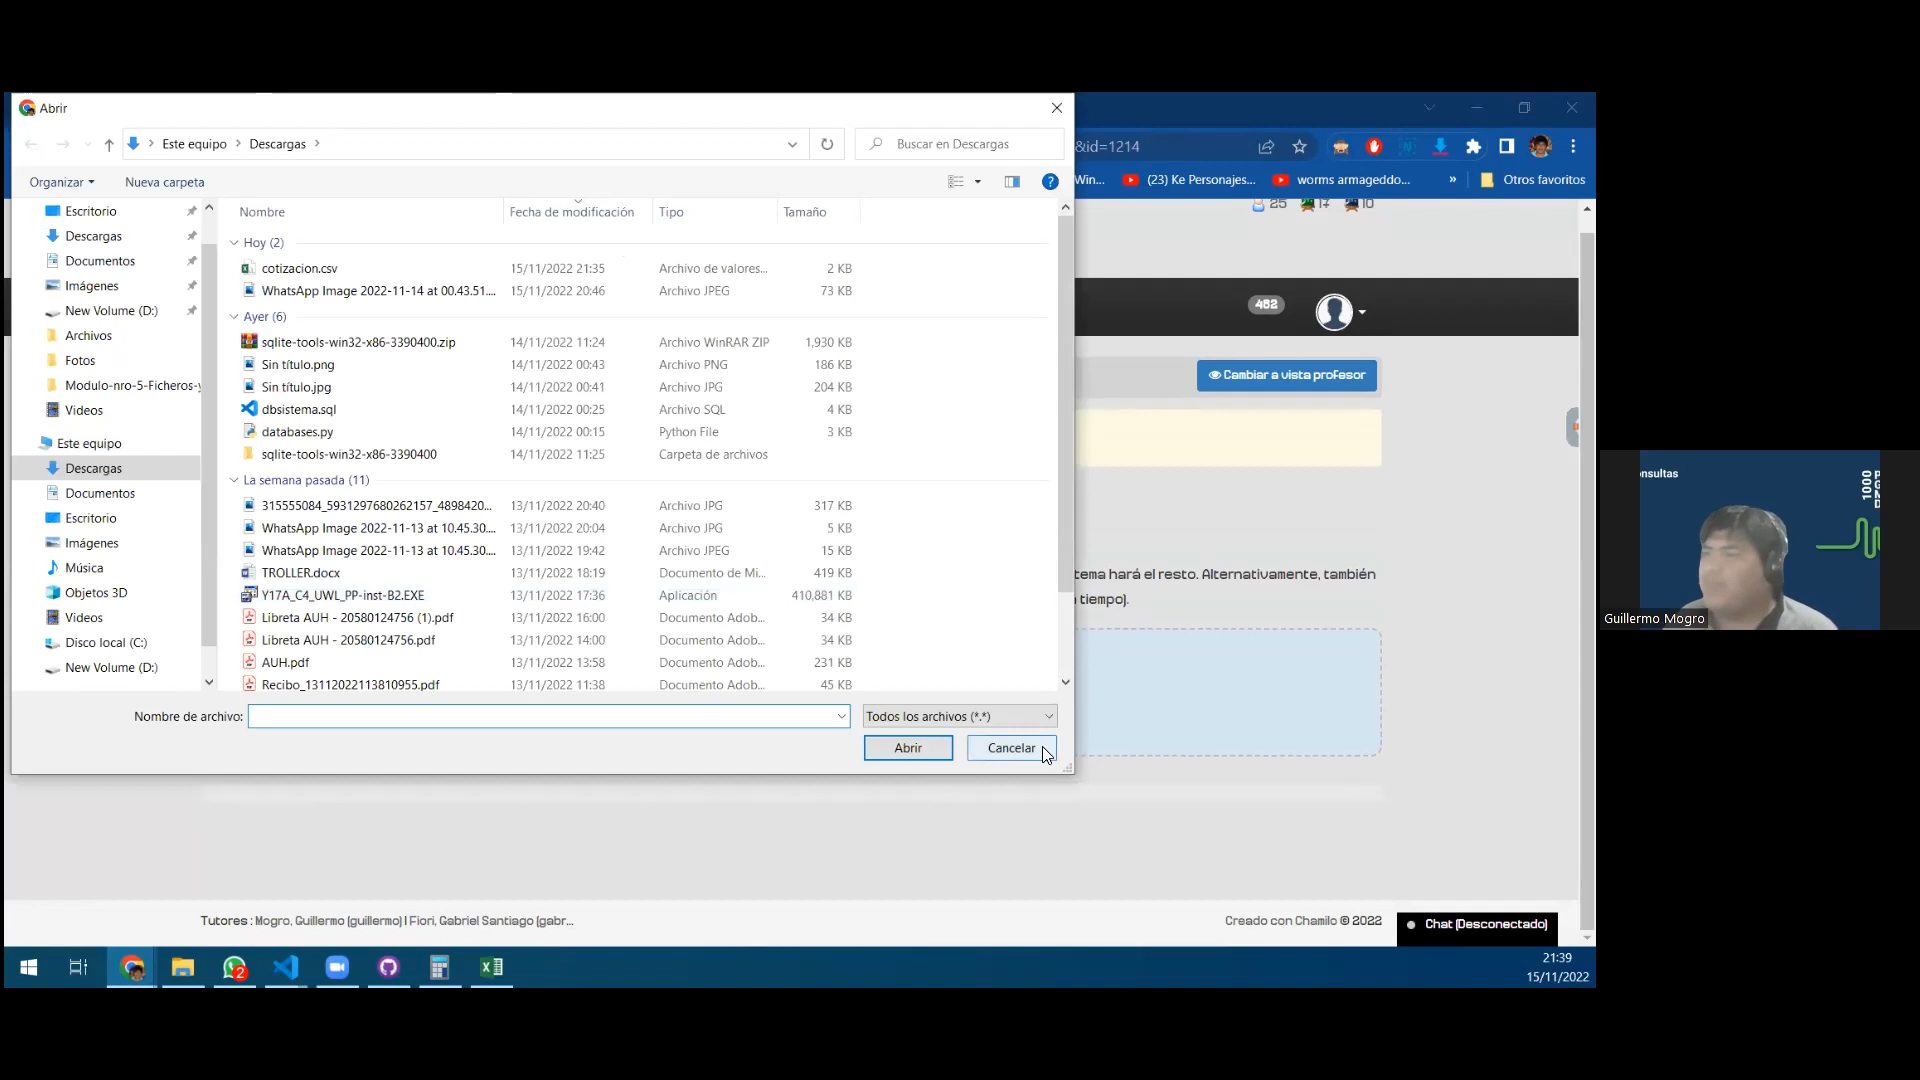 Abrir
Este equipo
Descargas
Buscar en Descargas
&id=1214
Organizar
Nueva carpeta
Win...
(23) Ke Personajes...
worms armageddo...
»
Otros favoritos
Escritorio
Descargas
Documentos
Imágenes
New Volume (D:)
Archivos
Fotos
Modulo-nro-5-Ficheros-y
Videos
Este equipo
Descargas
Documentos
Escritorio
Imágenes
Música
Objetos 3D
Videos
Disco local (C:)
New Volume (D:)
Nombre Fecha de modificación Tipo Tamaño
Hoy (2)
cotizacion.csv 15/11/2022 21:35 Archivo de valores... 2 KB
WhatsApp Image 2022-11-14 at 00.43.51.... 15/11/2022 20:46 Archivo JPEG 73 KB
Ayer (6)
sqlite-tools-win32-x86-3390400.zip 14/11/2022 11:24 Archivo WinRAR ZIP 1,930 KB
Sin título.png 14/11/2022 00:43 Archivo PNG 186 KB
Sin título.jpg 14/11/2022 00:41 Archivo JPG 204 KB
dbsistema.sql 14/11/2022 00:25 Archivo SQL 4 KB
databases.py 14/11/2022 00:15 Python File 3 KB
sqlite-tools-win32-x86-3390400 14/11/2022 11:25 Carpeta de archivos
La semana pasada (11)
315555084_5931297680262157_4898420... 13/11/2022 20:40 Archivo JPG 317 KB
WhatsApp Image 2022-11-13 at 10.45.30.... 13/11/2022 20:04 Archivo JPG 5 KB
WhatsApp Image 2022-11-13 at 10.45.30.... 13/11/2022 19:42 Archivo JPEG 15 KB
TROLLER.docx 13/11/2022 18:19 Documento de Mi... 419 KB
Y17A_C4_UWL_PP-inst-B2.EXE 13/11/2022 17:36 Aplicación 410,881 KB
Libreta AUH - 20580124756 (1).pdf 13/11/2022 16:00 Documento Adob... 34 KB
Libreta AUH - 20580124756.pdf 13/11/2022 14:00 Documento Adob... 34 KB
AUH.pdf 13/11/2022 13:58 Documento Adob... 231 KB
Recibo_13112022113810955.pdf 13/11/2022 11:38 Documento Adob... 45 KB
Nombre de archivo:
Todos los archivos (*.*)
Abrir
Cancelar
25 17 10
482
Cambiar a vista profesor
tema hará el resto. Alternativamente, también
tiempo).
Tutores : Mogro, Guillermo (guillermo) | Fiori, Gabriel Santiago (gabr...
Creado con Chamilo © 2022
Chat (Desconectado)
2
21:39
15/11/2022
nsultas
1000
Guillermo Mogro